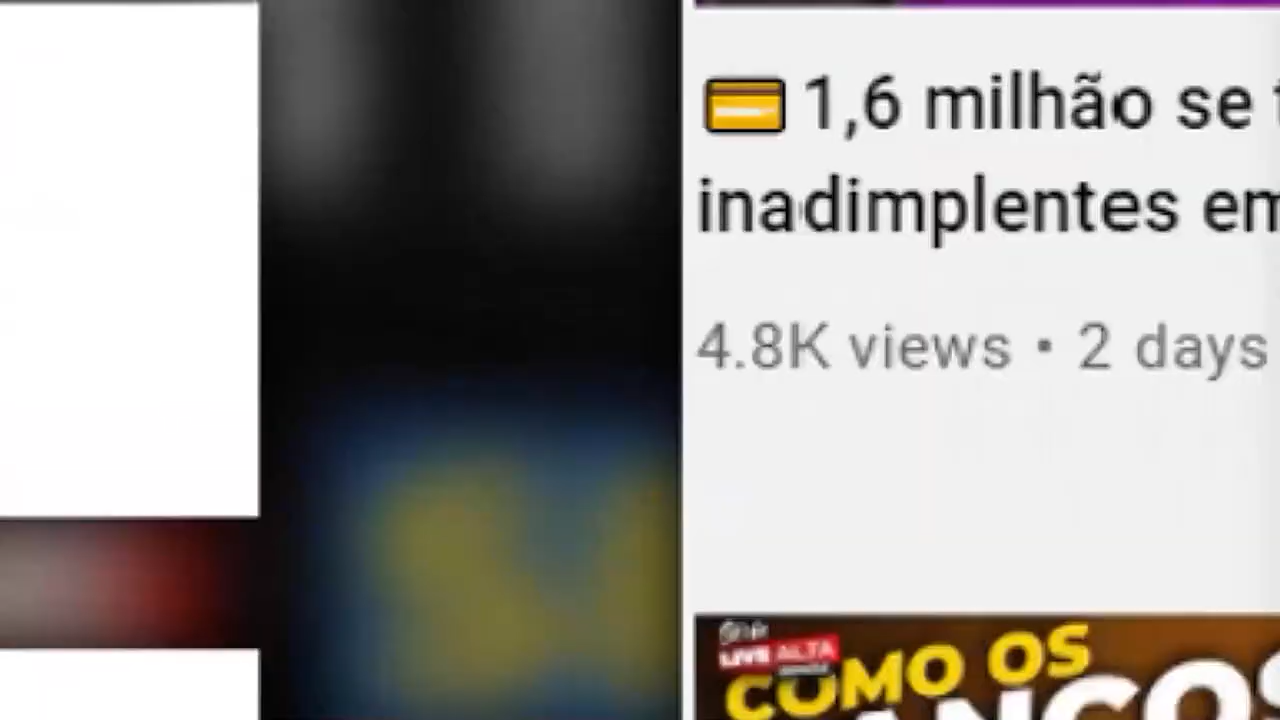 💳 1,6 milhão se
inadimplentes em
4.8K views • 2 days
LIVE ALTA
COMO OS